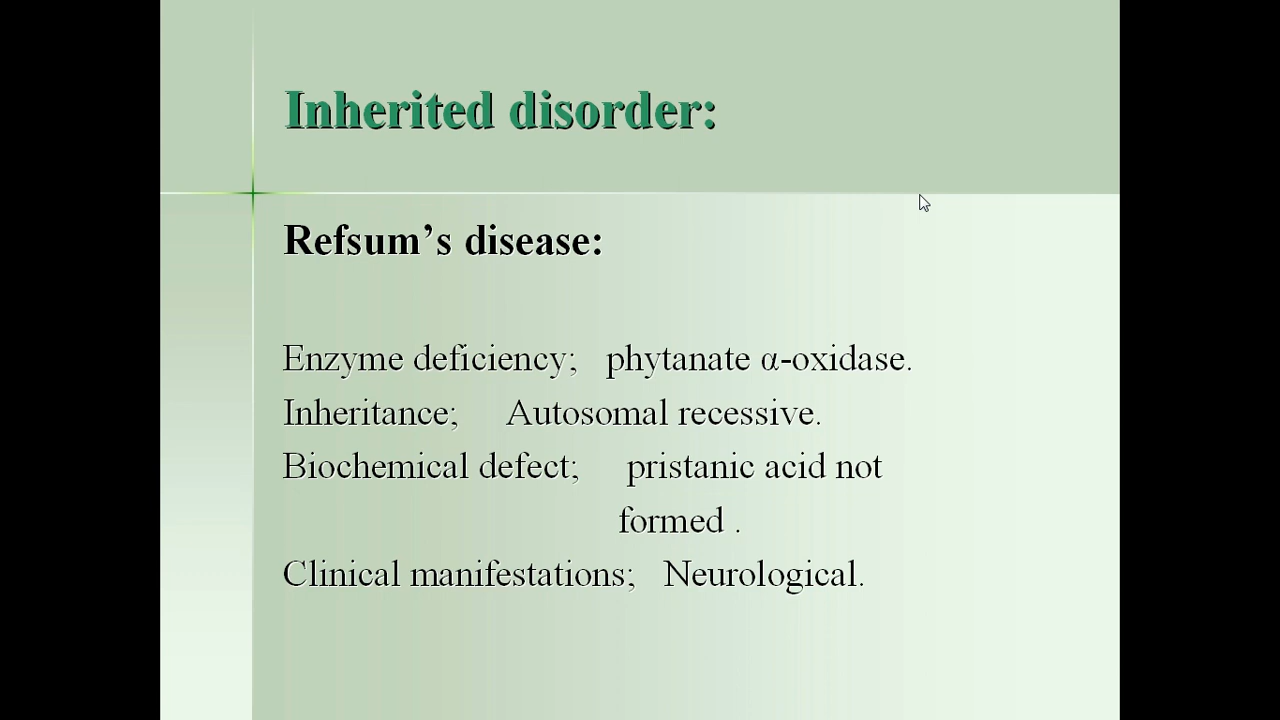 Inherited disorder:
Refsum’s disease:
Enzyme deficiency; phytanate α-oxidase.
Inheritance; Autosomal recessive.
Biochemical defect; pristanic acid not
formed .
Clinical manifestations; Neurological.